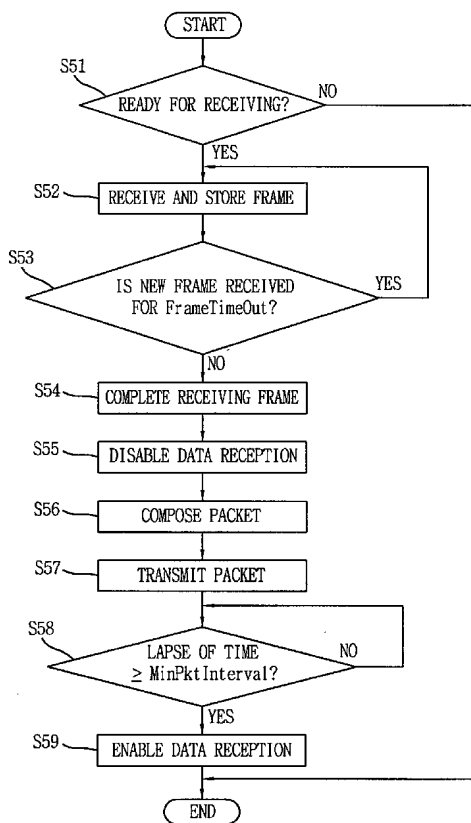 START
S51
READY FOR RECEIVING?
NO
YES
S52
RECEIVE AND STORE FRAME
S53
IS NEW FRAME RECEIVED
FOR FrameTimeOut?
YES
NO
S54
COMPLETE RECEIVING FRAME
S55
DISABLE DATA RECEPTION
S56
COMPOSE PACKET
S57
TRANSMIT PACKET
S58
LAPSE OF TIME
≥ MinPktInterval?
NO
YES
S59
ENABLE DATA RECEPTION
END